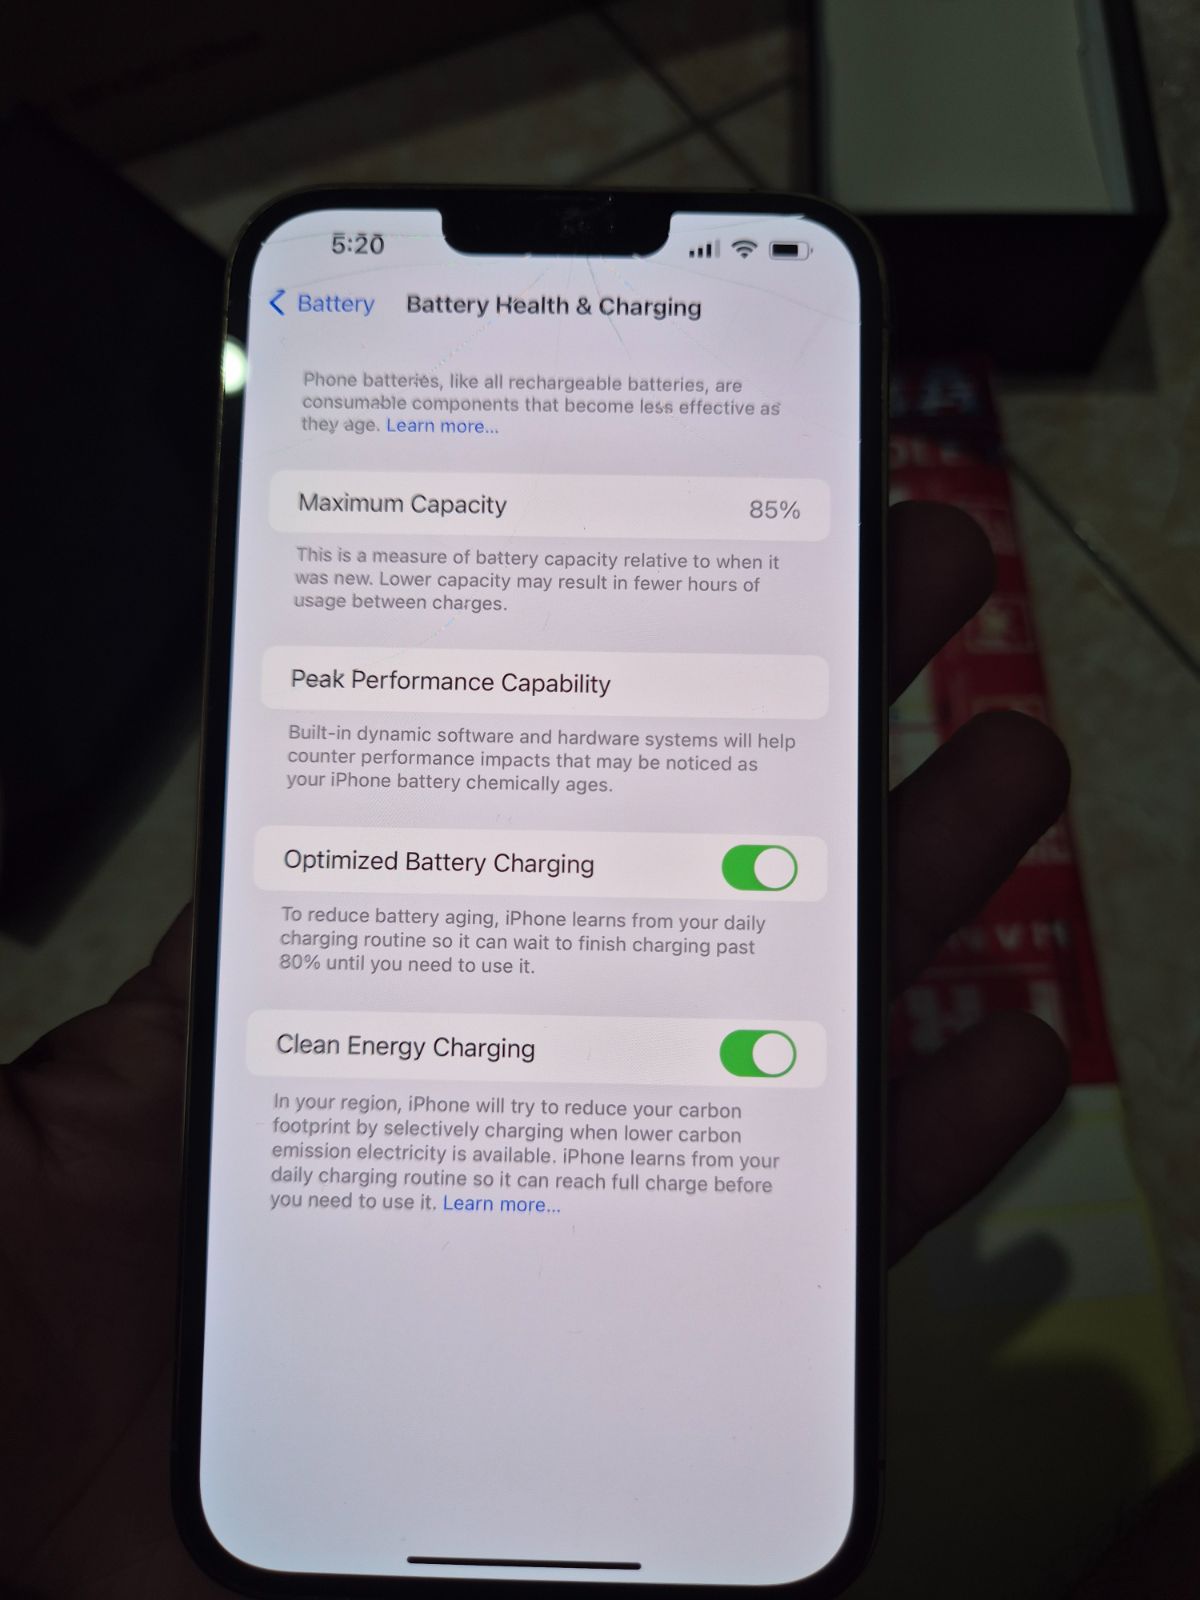 5:20
Battery
Battery Health & Charging
Phone batteries, like all rechargeable batteries, are
consumable components that become less effective as
they age. Learn more...
Maximum Capacity
85%
This is a measure of battery capacity relative to when it
was new. Lower capacity may result in fewer hours of
usage between charges.
Peak Performance Capability
Built-in dynamic software and hardware systems will help
counter performance impacts that may be noticed as
your iPhone battery chemically ages.
Optimized Battery Charging
To reduce battery aging, iPhone learns from your daily
charging routine so it can wait to finish charging past
80% until you need to use it.
Clean Energy Charging
In your region, iPhone will try to reduce your carbon
footprint by selectively charging when lower carbon
emission electricity is available. iPhone learns from your
daily charging routine so it can reach full charge before
you need to use it. Learn more...